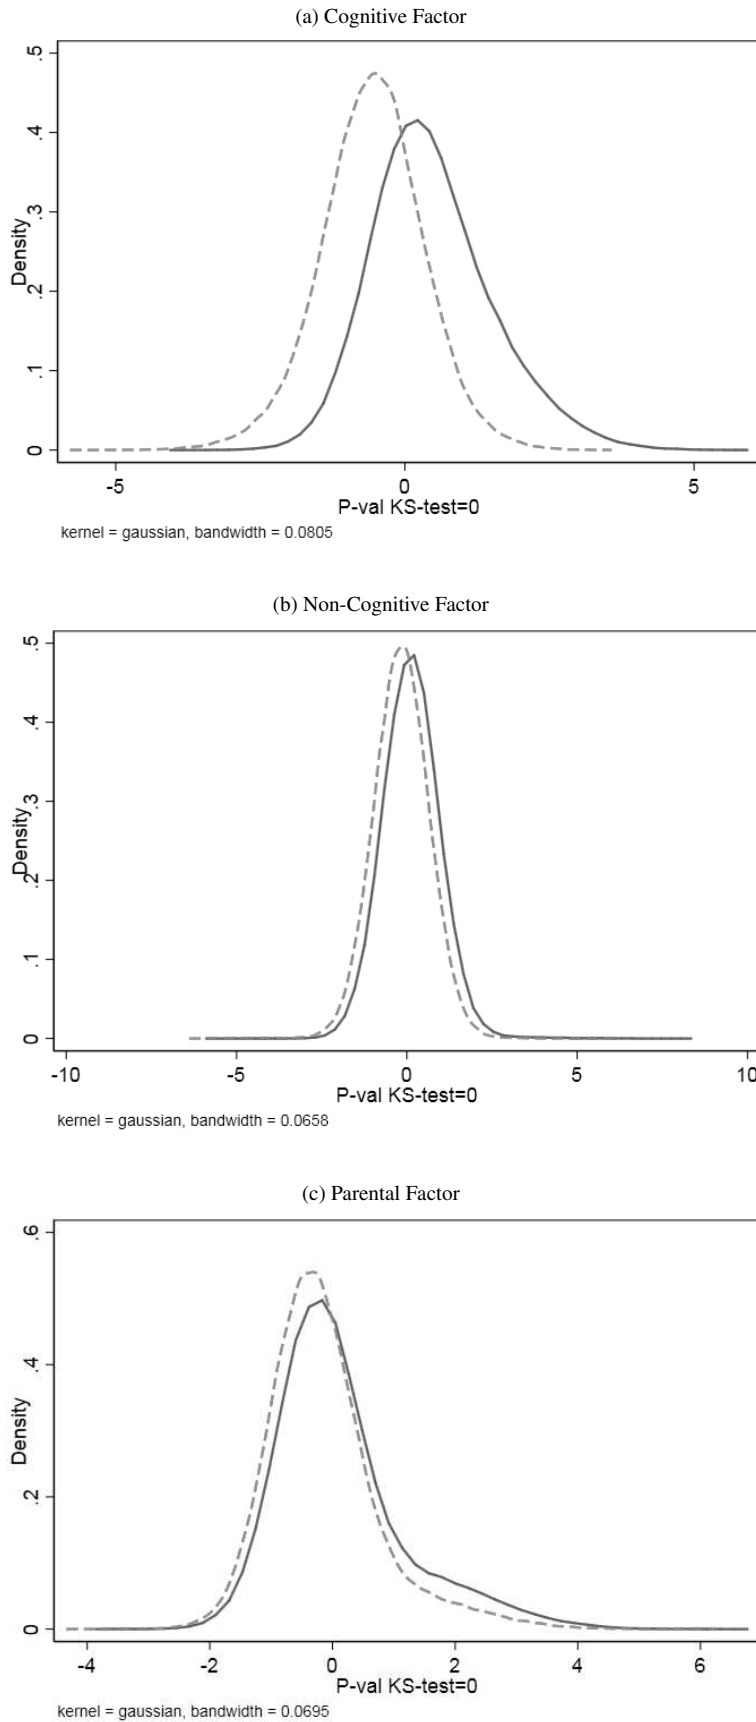 (a) Cognitive Factor
.5
.4
.3
.2
.1
0
Density
-5 0 5
P-val KS-test=0
kernel = gaussian, bandwidth = 0.0805
(b) Non-Cognitive Factor
.5
.4
.3
.2
.1
0
Density
-10 -5 0 5 10
P-val KS-test=0
kernel = gaussian, bandwidth = 0.0658
(c) Parental Factor
.6
.4
.2
0
Density
-4 -2 0 2 4 6
P-val KS-test=0
kernel = gaussian, bandwidth = 0.0695